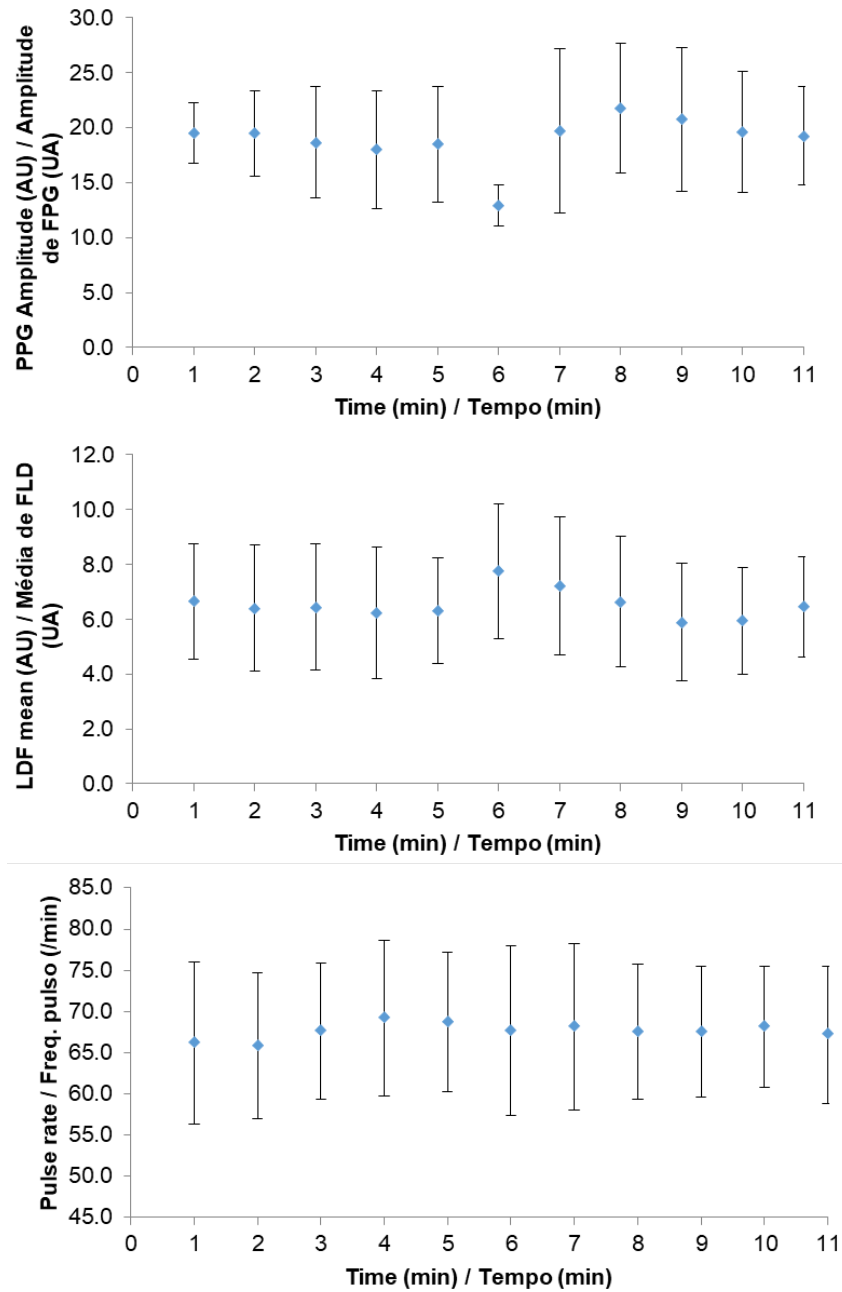 PPG Amplitude (AU) / Amplitude
de FPG (UA)
30.0
25.0
20.0
15.0
10.0
5.0
0.0
0 1 2 3 4 5 6 7 8 9 10 11
Time (min) / Tempo (min)
LDF mean (AU) / Média de FLD
(UA)
12.0
10.0
8.0
6.0
4.0
2.0
0.0
0 1 2 3 4 5 6 7 8 9 10 11
Time (min) / Tempo (min)
Pulse rate / Freq. pulso (/min)
85.0
80.0
75.0
70.0
65.0
60.0
55.0
50.0
45.0
0 1 2 3 4 5 6 7 8 9 10 11
Time (min) / Tempo (min)